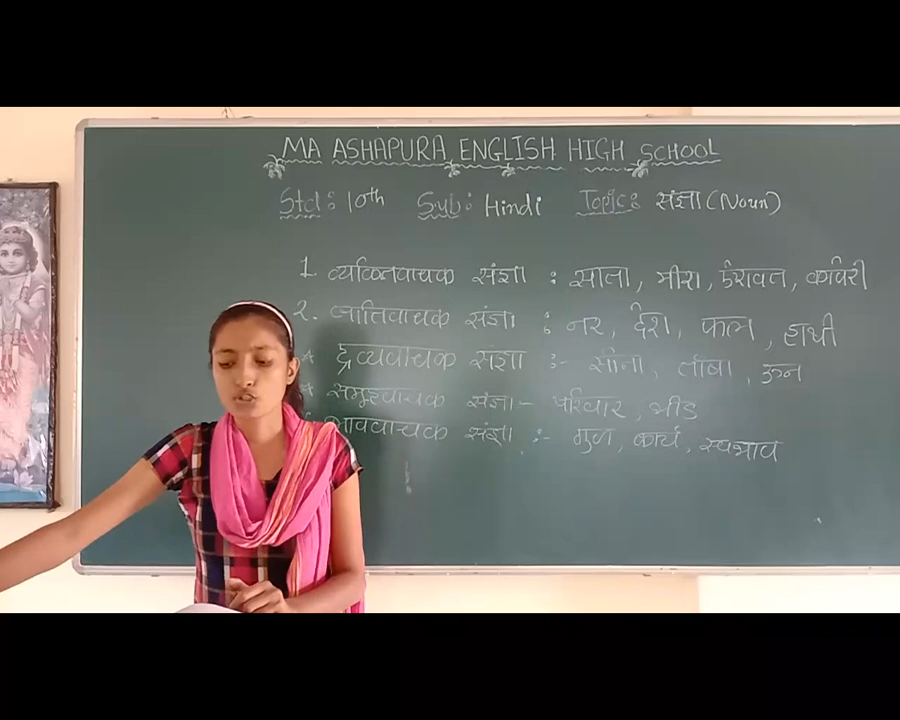 MA ASHAPURA ENGLISH HIGH SCHOOL
Std : 10th Sub : Hindi Topic : संज्ञा (Noun)
1. व्यक्तिवाचक संज्ञा : सीता, मीरा, ऐरावत, कावेरी
2. जातिवाचक संज्ञा : नर, देश, फल, हाथी
* द्रव्यवाचक संज्ञा :- सोना, तांबा, ऊन
* समूहवाचक संज्ञा - परिवार, भीड
भाववाचक संज्ञा :- गुण, कार्य, स्वभाव